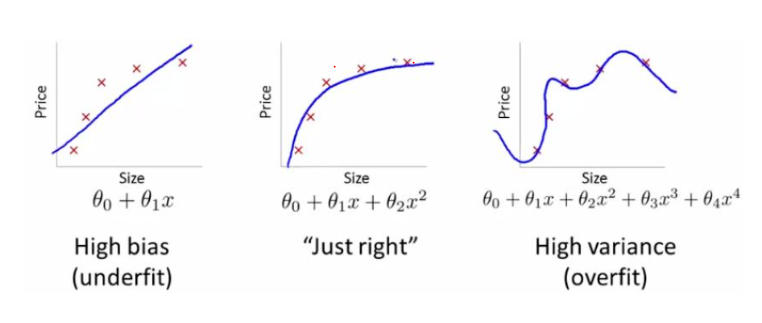 Price
Size
θ₀ + θ₁x
High bias
(underfit)
Price
Size
θ₀ + θ₁x + θ₂x²
“Just right”
Price
Size
θ₀ + θ₁x + θ₂x² + θ₃x³ + θ₄x⁴
High variance
(overfit)